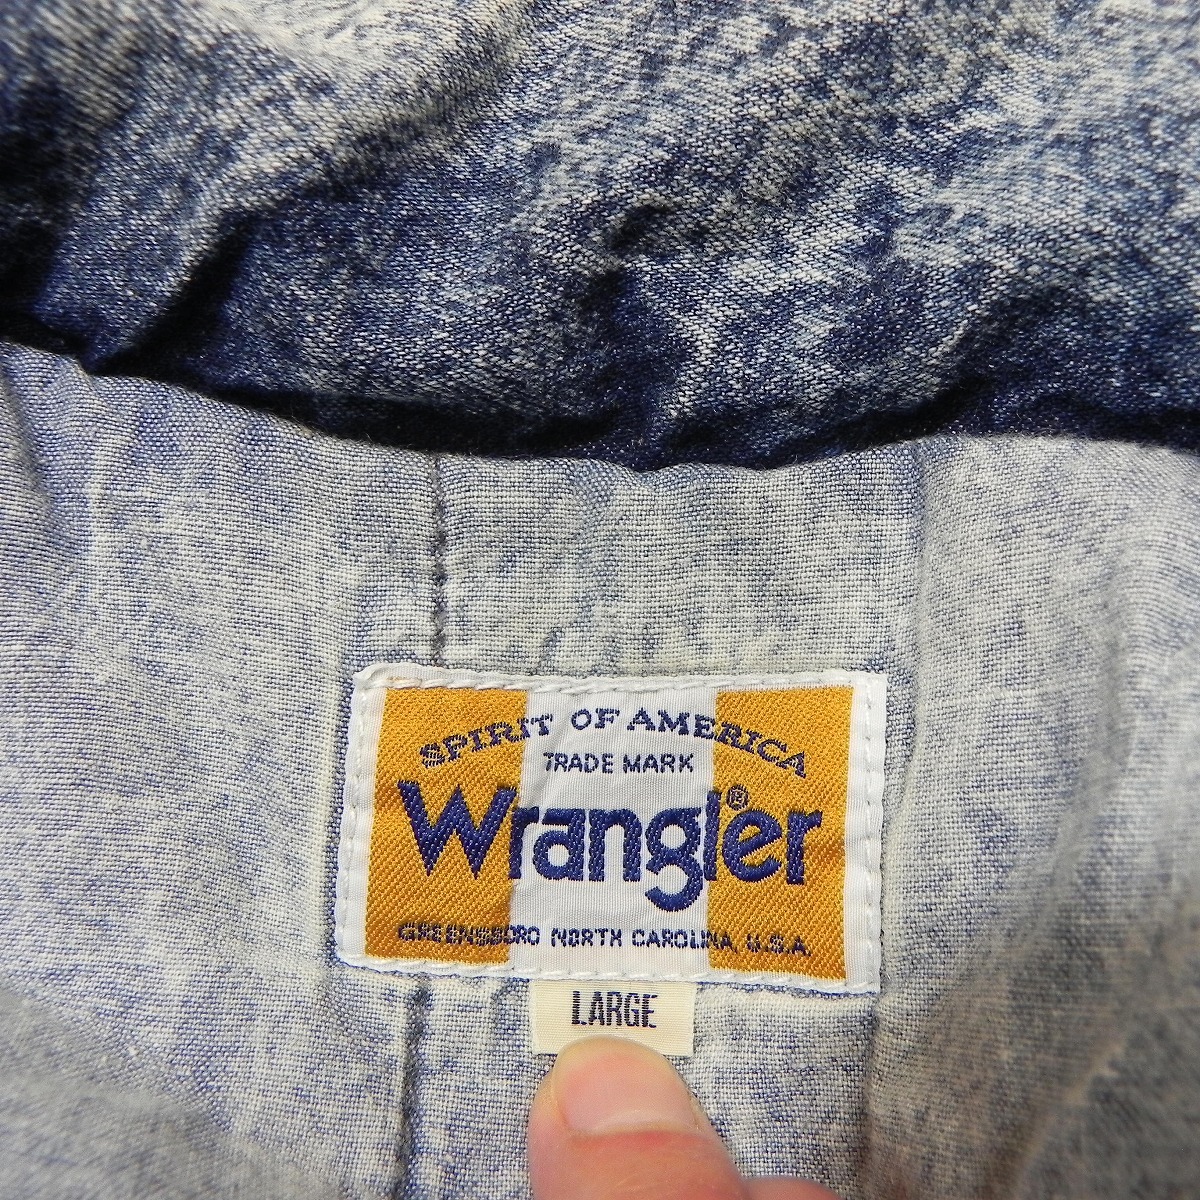 SPIRIT OF AMERICA
TRADE MARK
Wrangler®
GREENSBORO NORTH CAROLINA U.S.A.
LARGE